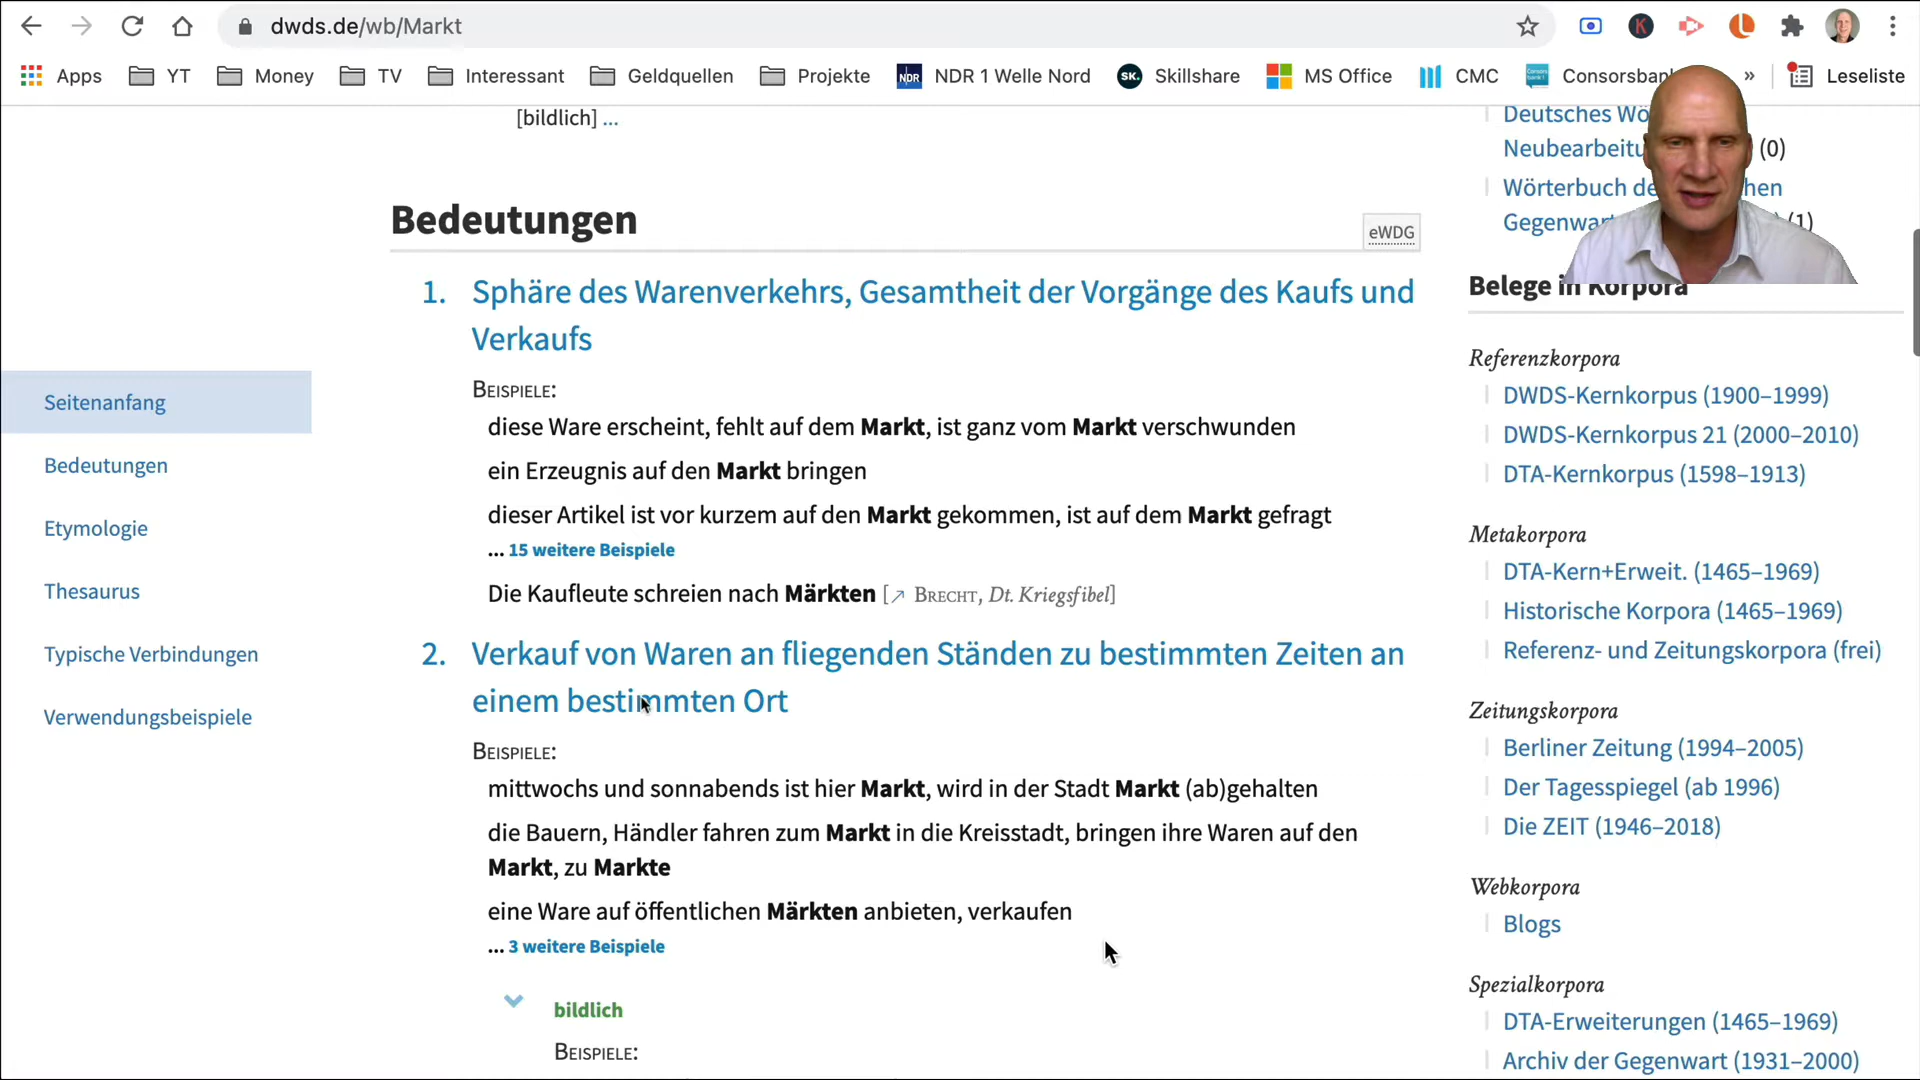 dwds.de/wb/Markt
Apps YT Money TV Interessant Geldquellen Projekte NDR NDR 1 Welle Nord SK. Skillshare MS Office CMC Consorsbank » Leseliste
[bildlich] ...
Bedeutungen
eWDG
1. Sphäre des Warenverkehrs, Gesamtheit der Vorgänge des Kaufs und
Verkaufs
BEISPIELE:
diese Ware erscheint, fehlt auf dem Markt, ist ganz vom Markt verschwunden
ein Erzeugnis auf den Markt bringen
dieser Artikel ist vor kurzem auf den Markt gekommen, ist auf dem Markt gefragt
... 15 weitere Beispiele
Die Kaufleute schreien nach Märkten [↗ BRECHT, Dt. Kriegsfibel]
2. Verkauf von Waren an fliegenden Ständen zu bestimmten Zeiten an
einem bestimmten Ort
BEISPIELE:
mittwochs und sonnabends ist hier Markt, wird in der Stadt Markt (ab)gehalten
die Bauern, Händler fahren zum Markt in die Kreisstadt, bringen ihre Waren auf den
Markt, zu Markte
eine Ware auf öffentlichen Märkten anbieten, verkaufen
... 3 weitere Beispiele
bildlich
BEISPIELE:
Seitenanfang
Bedeutungen
Etymologie
Thesaurus
Typische Verbindungen
Verwendungsbeispiele
Deutsches
(0)
Wörterbuch
(1)
Belege in Korpora
Referenzkorpora
DWDS-Kernkorpus (1900–1999)
DWDS-Kernkorpus 21 (2000–2010)
DTA-Kernkorpus (1598–1913)
Metakorpora
DTA-Kern+Erweit. (1465–1969)
Historische Korpora (1465–1969)
Referenz- und Zeitungskorpora (frei)
Zeitungskorpora
Berliner Zeitung (1994–2005)
Der Tagesspiegel (ab 1996)
Die ZEIT (1946–2018)
Webkorpora
Blogs
Spezialkorpora
DTA-Erweiterungen (1465–1969)
Archiv der Gegenwart (1931–2000)